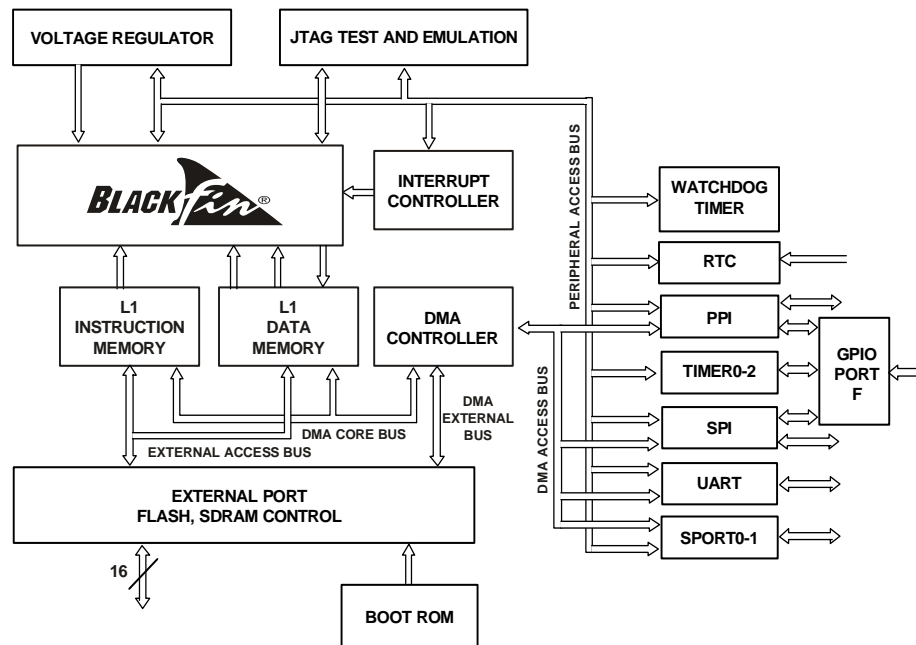 VOLTAGE REGULATOR
JTAG TEST AND EMULATION
PERIPHERAL ACCESS BUS
BLACKfin®
INTERRUPT
CONTROLLER
WATCHDOG
TIMER
RTC
L1
INSTRUCTION
MEMORY
L1
DATA
MEMORY
DMA
CONTROLLER
PPI
GPIO
PORT
F
TIMER0-2
DMA
EXTERNAL
BUS
DMA CORE BUS
EXTERNAL ACCESS BUS
DMA ACCESS BUS
SPI
UART
SPORT0-1
EXTERNAL PORT
FLASH, SDRAM CONTROL
16
BOOT ROM